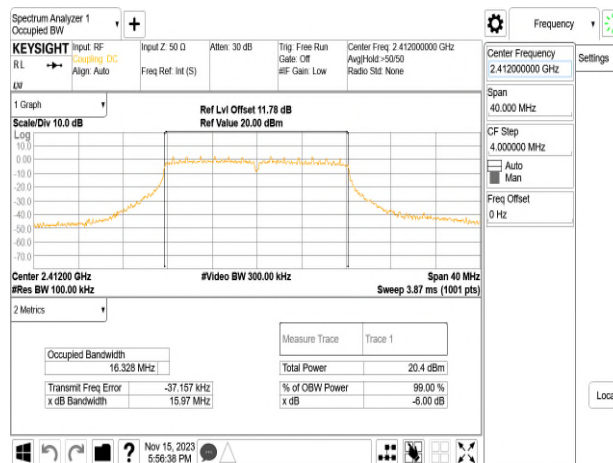 Spectrum Analyzer 1
Occupied BW
Frequency
KEYSIGHT
Input: RF
Coupling: DC
Align: Auto
RL
LXI
Input Z: 50 Ω
Freq Ref: Int (S)
Atten: 30 dB
Trig: Free Run
Gate: Off
#IF Gain: Low
Center Freq: 2.412000000 GHz
Avg|Hold:>50/50
Radio Std: None
Center Frequency
2.412000000 GHz
Settings
Span
40.000 MHz
CF Step
4.000000 MHz
Auto
Man
Freq Offset
0 Hz
Local
1 Graph
Scale/Div 10.0 dB
Ref Lvl Offset 11.78 dB
Ref Value 20.00 dBm
Log
10.0
0.00
-10.0
-20.0
-30.0
-40.0
-50.0
-60.0
-70.0
Center 2.41200 GHz
#Res BW 100.00 kHz
#Video BW 300.00 kHz
Span 40 MHz
Sweep 3.87 ms (1001 pts)
2 Metrics
Measure Trace
Trace 1
Occupied Bandwidth
16.328 MHz
Total Power
20.4 dBm
Transmit Freq Error
-37.157 kHz
% of OBW Power
99.00 %
x dB Bandwidth
15.97 MHz
x dB
-6.00 dB
?
Nov 15, 2023
5:56:38 PM